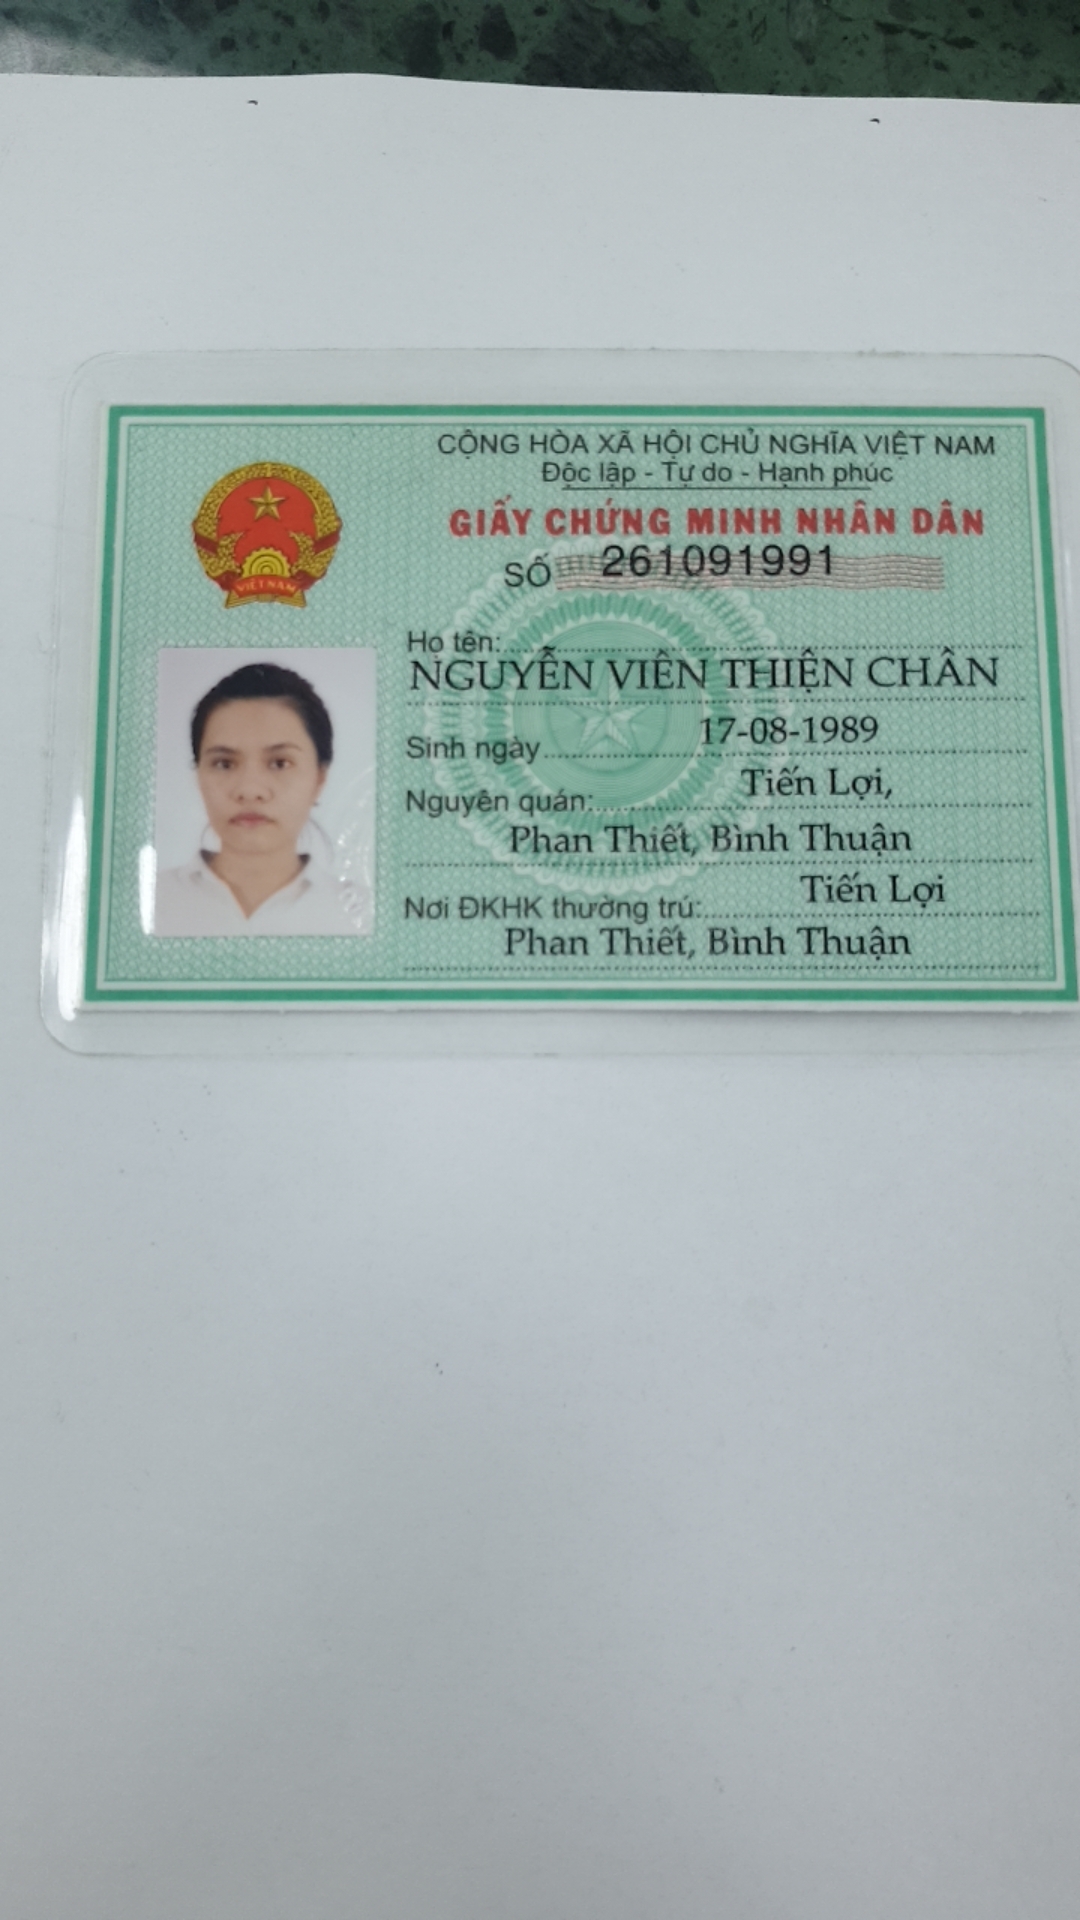 CỘNG HÒA XÃ HỘI CHỦ NGHĨA VIỆT NAM
Độc lập - Tự do - Hạnh phúc
GIẤY CHỨNG MINH NHÂN DÂN
SỐ 261091991
VIỆT NAM
Họ tên:
NGUYỄN VIÊN THIỆN CHÂN
Sinh ngày 17-08-1989
Nguyên quán: Tiến Lợi,
Phan Thiết, Bình Thuận
Nơi ĐKHK thường trú: Tiến Lợi
Phan Thiết, Bình Thuận